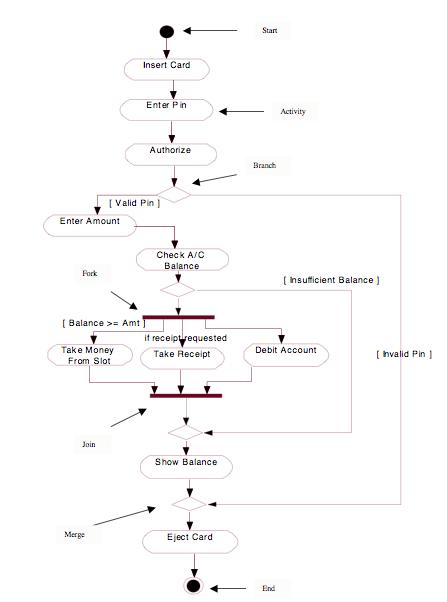 Start
Insert Card
Enter Pin
Activity
Authorize
Branch
[ Valid Pin ]
Enter Amount
Check A/C
Balance
Fork
[ Insufficient Balance ]
[ Balance >= Amt ]
if receipt requested
Take Money
From Slot
Take Receipt
Debit Account
[ Invalid Pin ]
Join
Show Balance
Merge
Eject Card
End